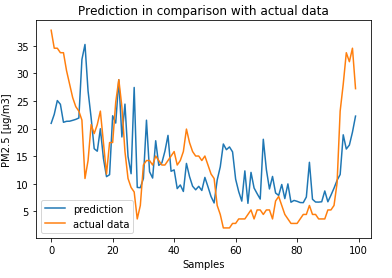 Prediction in comparison with actual data
PM2.5 [µg/m3]
35
30
25
20
15
10
5
prediction
actual data
0 20 40 60 80 100
Samples